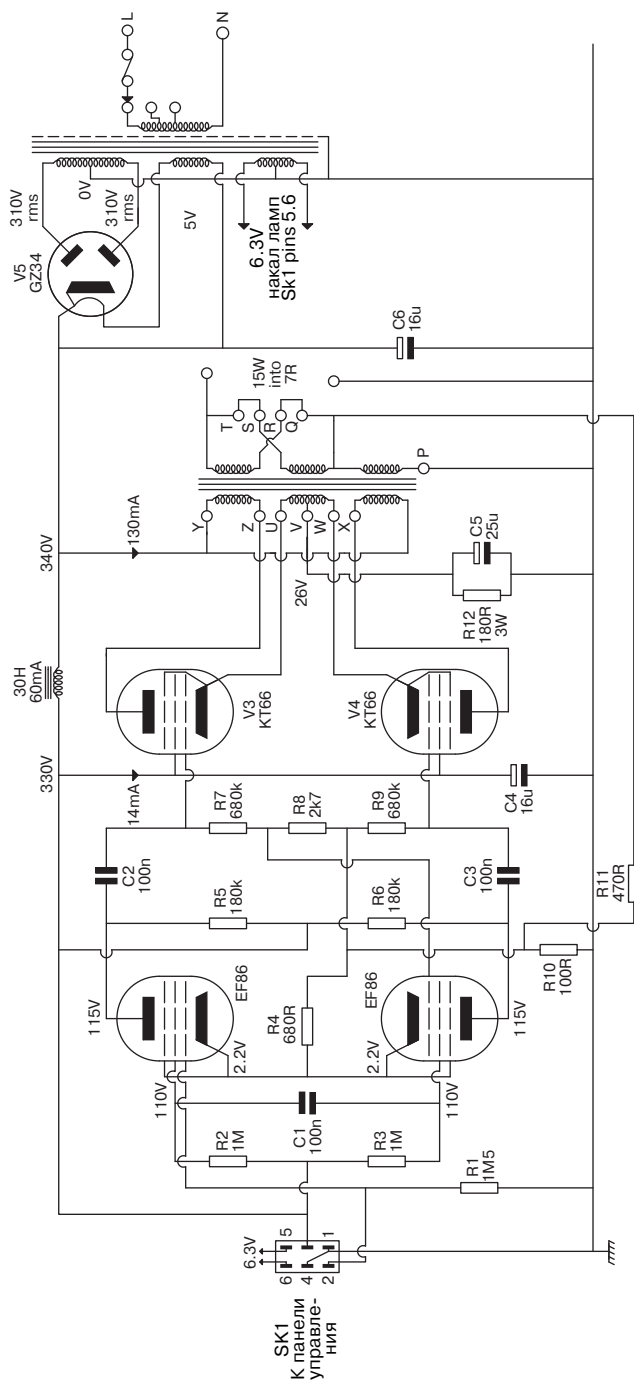 SK1
К панели
управле-
ния
6.3V
6
5
4
2
1
R1
1M5
R2
1M
R3
1M
C1
100n
110V
110V
2.2V
2.2V
115V
115V
EF86
EF86
R4
680R
R10
100R
R11
470R
R5
180k
R6
180k
C2
100n
C3
100n
R7
680k
R8
2k7
R9
680k
330V
14mA
C4
16u
30H
60mA
V3
KT66
V4
KT66
340V
130mA
26V
R12
180R
3W
C5
25u
Y
Z
U
V
W
X
T
S
R
Q
P
15W
into
7R
C6
16u
V5
GZ34
310V
rms
0V
310V
rms
5V
6.3V
накал ламп
Sk1 pins 5.6
L
N